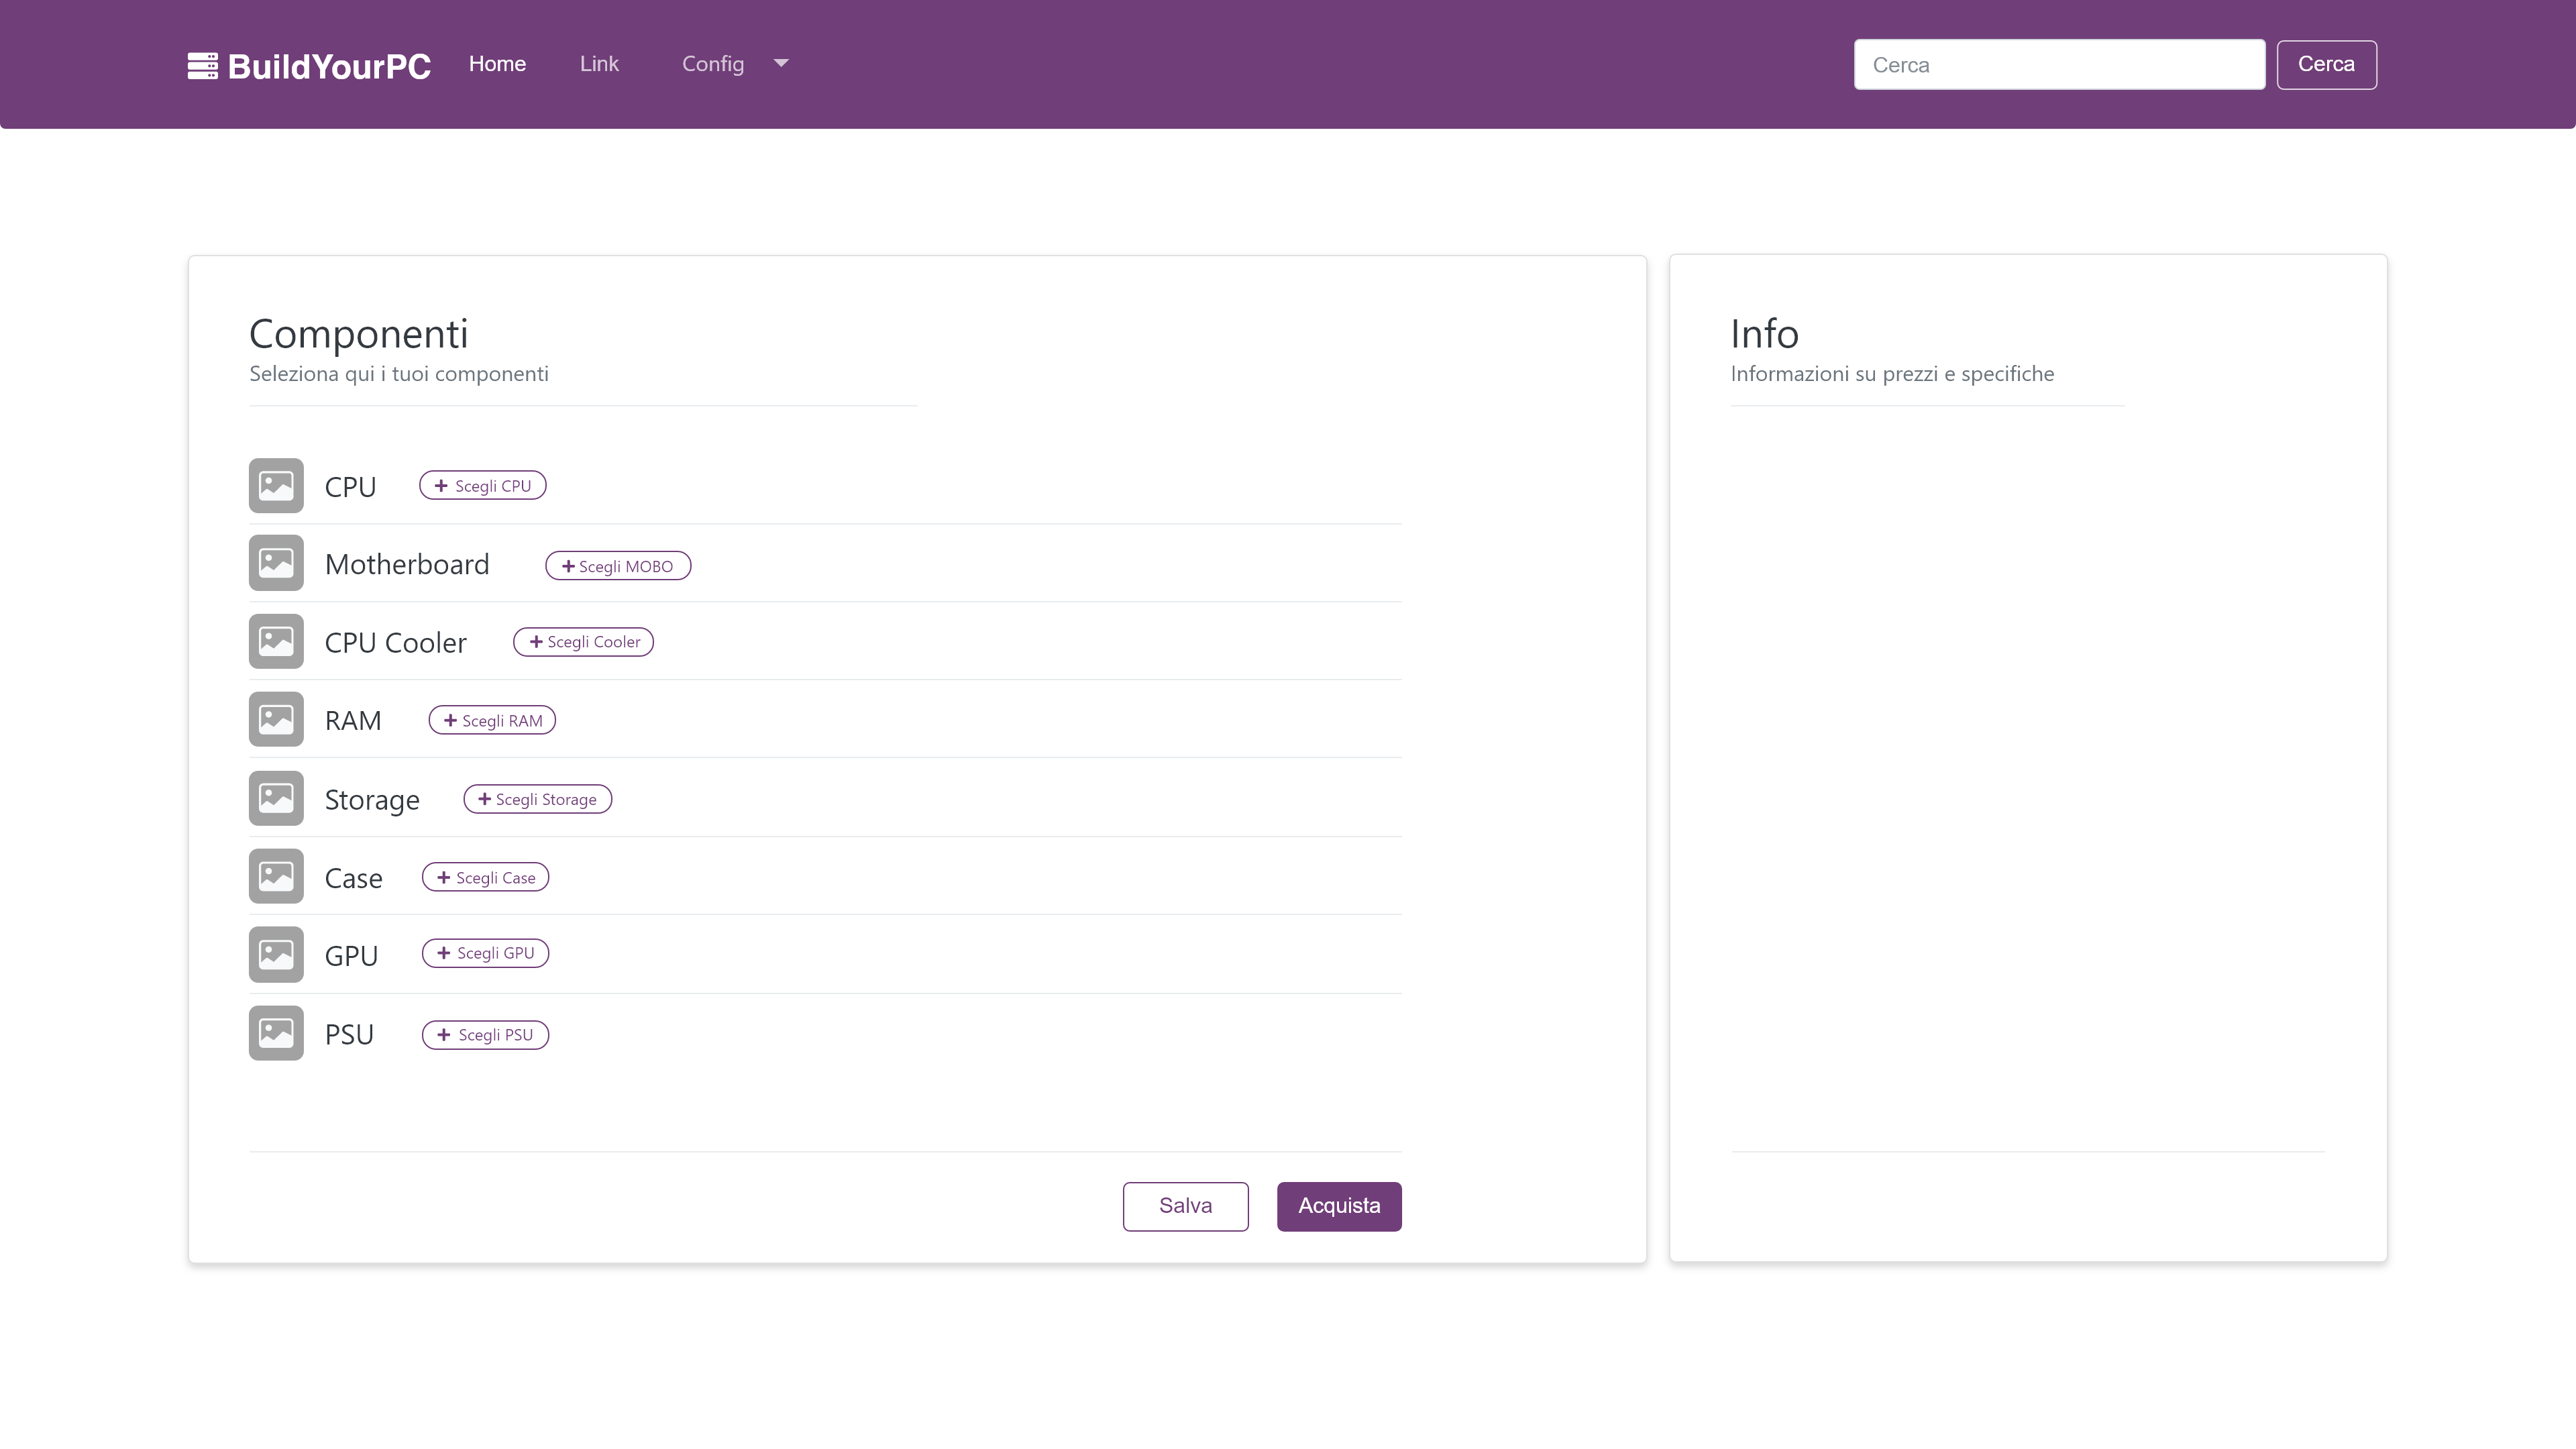 BuildYourPC Home Link Config Cerca Cerca
Componenti
Seleziona qui i tuoi componenti
CPU Scegli CPU
Motherboard Scegli MOBO
CPU Cooler Scegli Cooler
RAM Scegli RAM
Storage Scegli Storage
Case Scegli Case
GPU Scegli GPU
PSU Scegli PSU
Salva Acquista
Info
Informazioni su prezzi e specifiche